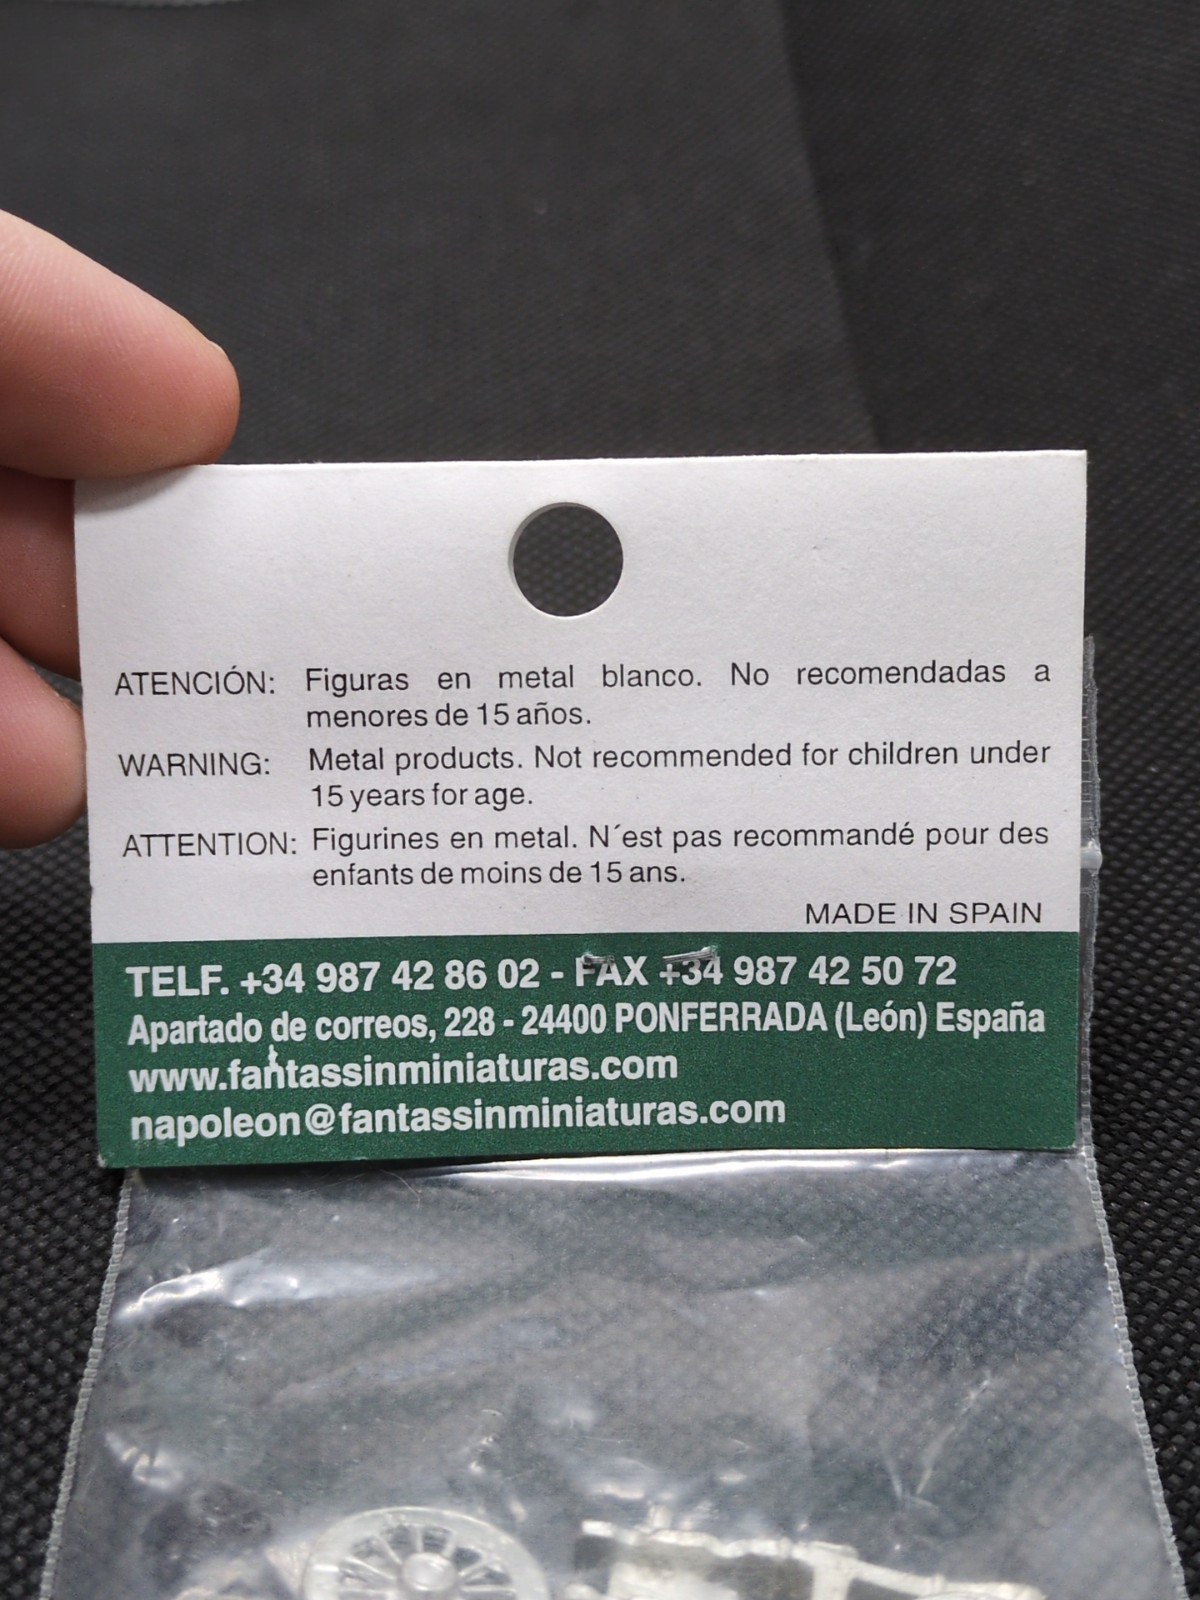 ATENCIÓN: Figuras en metal blanco. No recomendadas a
menores de 15 años.
WARNING: Metal products. Not recommended for children under
15 years for age.
ATTENTION: Figurines en metal. N´est pas recommandé pour des
enfants de moins de 15 ans.
MADE IN SPAIN
TELF. +34 987 42 86 02 - FAX +34 987 42 50 72
Apartado de correos, 228 - 24400 PONFERRADA (León) España
www.fantassinminiaturas.com
napoleon@fantassinminiaturas.com